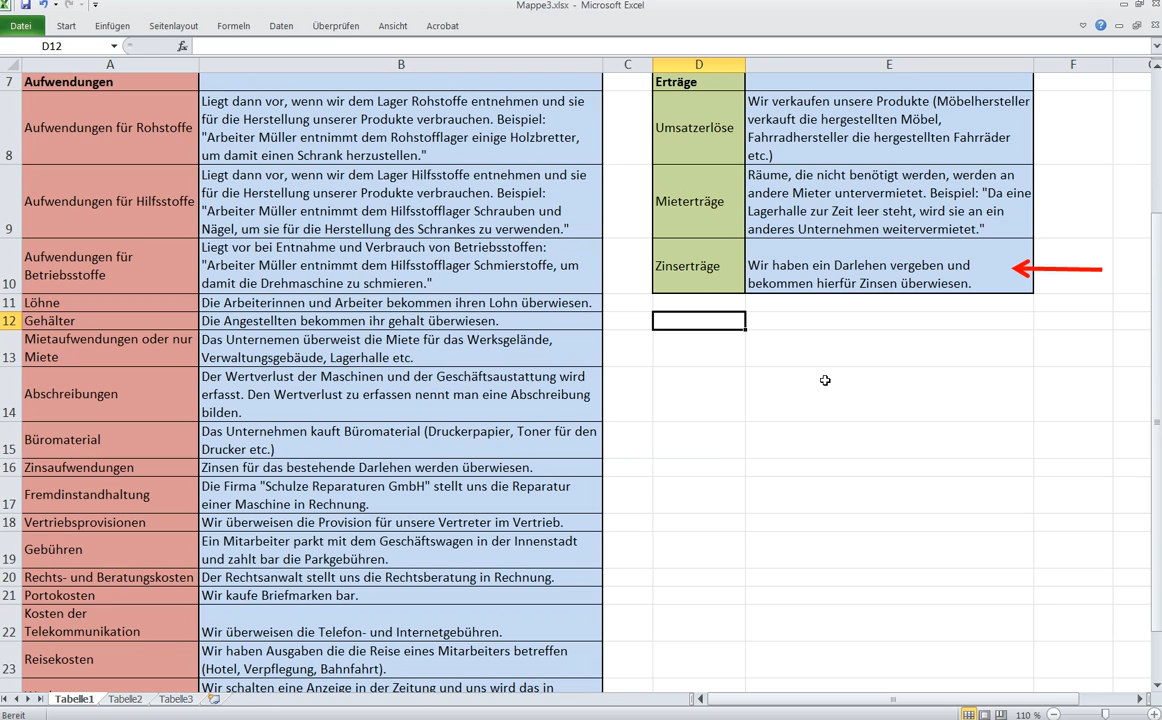 Mappe3.xlsx - Microsoft Excel
Datei Start Einfügen Seitenlayout Formeln Daten Überprüfen Ansicht Acrobat
D12 fx
A B C D E F
7 Aufwendungen Erträge
8 Aufwendungen für Rohstoffe
Liegt dann vor, wenn wir dem Lager Rohstoffe entnehmen und sie
für die Herstellung unserer Produkte verbrauchen. Beispiel:
"Arbeiter Müller entnimmt dem Rohstofflager einige Holzbretter,
um damit einen Schrank herzustellen."
Umsatzerlöse
Wir verkaufen unsere Produkte (Möbelhersteller
verkauft die hergestellten Möbel,
Fahrradhersteller die hergestellten Fahrräder
etc.)
9 Aufwendungen für Hilfsstoffe
Liegt dann vor, wenn wir dem Lager Hilfsstoffe entnehmen und sie
für die Herstellung unserer Produkte verbrauchen. Beispiel:
"Arbeiter Müller entnimmt dem Hilfsstofflager Schrauben und
Nägel, um sie für die Herstellung des Schrankes zu verwenden."
Mieterträge
Räume, die nicht benötigt werden, werden an
andere Mieter untervermietet. Beispiel: "Da eine
Lagerhalle zur Zeit leer steht, wird sie an ein
anderes Unternehmen weitervermietet."
10 Aufwendungen für
Betriebsstoffe
Liegt vor bei Entnahme und Verbrauch von Betriebsstoffen:
"Arbeiter Müller entnimmt dem Hilfsstofflager Schmierstoffe, um
damit die Drehmaschine zu schmieren."
Zinserträge
Wir haben ein Darlehen vergeben und
bekommen hierfür Zinsen überwiesen.
11 Löhne Die Arbeiterinnen und Arbeiter bekommen ihren Lohn überwiesen.
12 Gehälter Die Angestellten bekommen ihr gehalt überwiesen.
13 Mietaufwendungen oder nur
Miete
Das Unternemen überweist die Miete für das Werksgelände,
Verwaltungsgebäude, Lagerhalle etc.
14 Abschreibungen
Der Wertverlust der Maschinen und der Geschäftsaustattung wird
erfasst. Den Wertverlust zu erfassen nennt man eine Abschreibung
bilden.
15 Büromaterial
Das Unternehmen kauft Büromaterial (Druckerpapier, Toner für den
Drucker etc.)
16 Zinsaufwendungen Zinsen für das bestehende Darlehen werden überwiesen.
17 Fremdinstandhaltung
Die Firma "Schulze Reparaturen GmbH" stellt uns die Reparatur
einer Maschine in Rechnung.
18 Vertriebsprovisionen Wir überweisen die Provision für unsere Vertreter im Vertrieb.
19 Gebühren
Ein Mitarbeiter parkt mit dem Geschäftswagen in der Innenstadt
und zahlt bar die Parkgebühren.
20 Rechts- und Beratungskosten Der Rechtsanwalt stellt uns die Rechtsberatung in Rechnung.
21 Portokosten Wir kaufe Briefmarken bar.
22 Kosten der
Telekommunikation
Wir überweisen die Telefon- und Internetgebühren.
23 Reisekosten
Wir haben Ausgaben die die Reise eines Mitarbeiters betreffen
(Hotel, Verpflegung, Bahnfahrt).
Wir schalten eine Anzeige in der Zeitung und uns wird das in
Tabelle1 Tabelle2 Tabelle3
Bereit 110 %